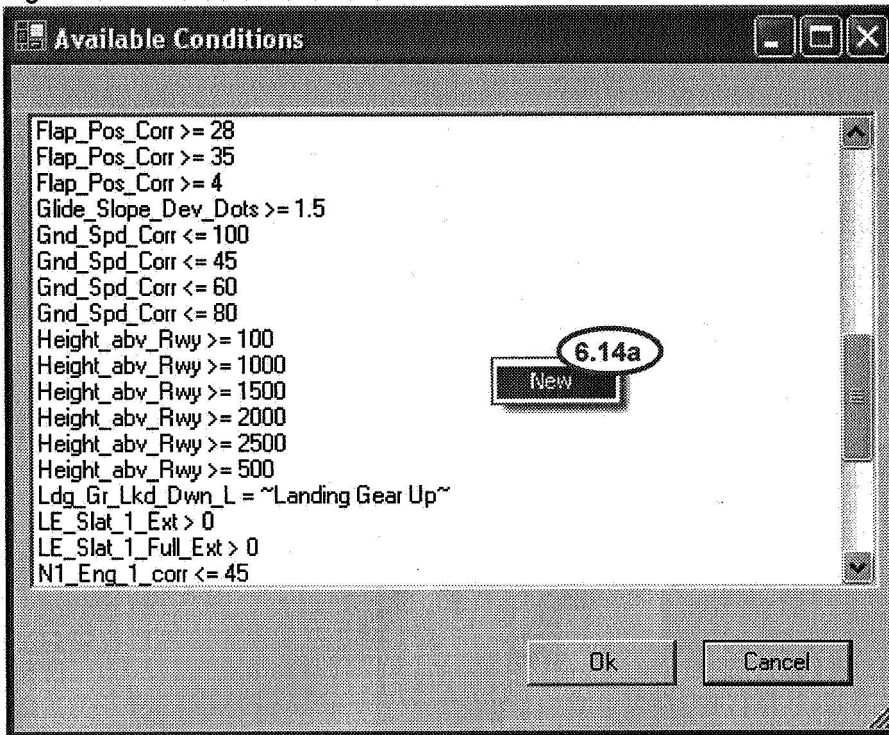 Available Conditions
Flap_Pos_Corr >= 28
Flap_Pos_Corr >= 35
Flap_Pos_Corr >= 4
Glide_Slope_Dev_Dots >= 1.5
Gnd_Spd_Corr <= 100
Gnd_Spd_Corr <= 45
Gnd_Spd_Corr <= 60
Gnd_Spd_Corr <= 80
Height_abv_Rwy >= 100
Height_abv_Rwy >= 1000
Height_abv_Rwy >= 1500
Height_abv_Rwy >= 2000
Height_abv_Rwy >= 2500
Height_abv_Rwy >= 500
Ldg_Gr_Lkd_Dwn_L = ~Landing Gear Up~
LE_Slat_1_Ext > 0
LE_Slat_1_Full_Ext > 0
N1_Eng_1_corr <= 45
6.14a
New
Ok
Cancel